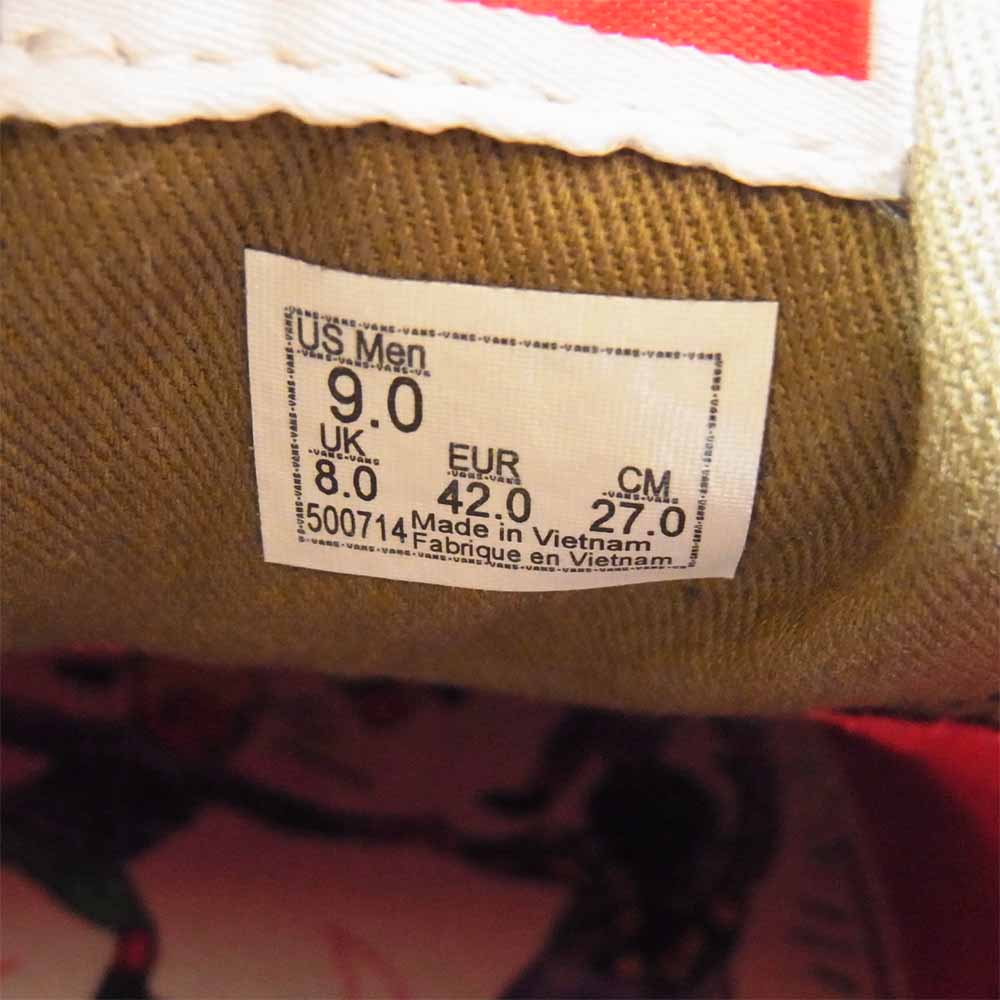 US Men
9.0
UK EUR CM
8.0 42.0 27.0
500714 Made in Vietnam
Fabrique en Vietnam